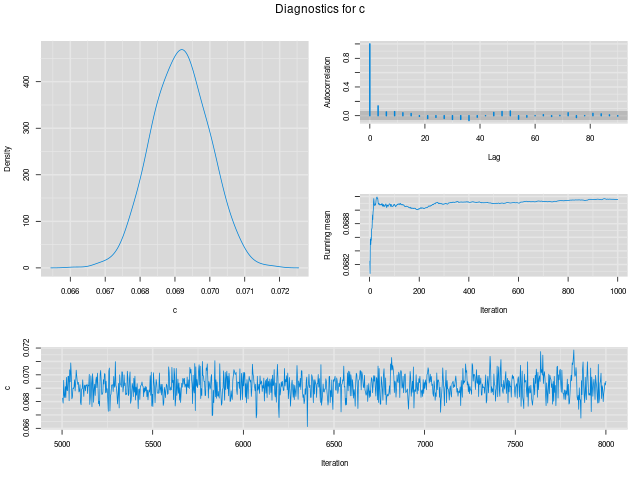 Diagnostics for c
Density
0 100 200 300 400
0.066 0.067 0.068 0.069 0.070 0.071 0.072
c
Autocorrelation
0.0 0.4 0.8
0 20 40 60 80
Lag
Running mean
0.0682 0.0688
0 200 400 600 800 1000
Iteration
c
0.066 0.068 0.070 0.072
5000 5500 6000 6500 7000 7500 8000
Iteration